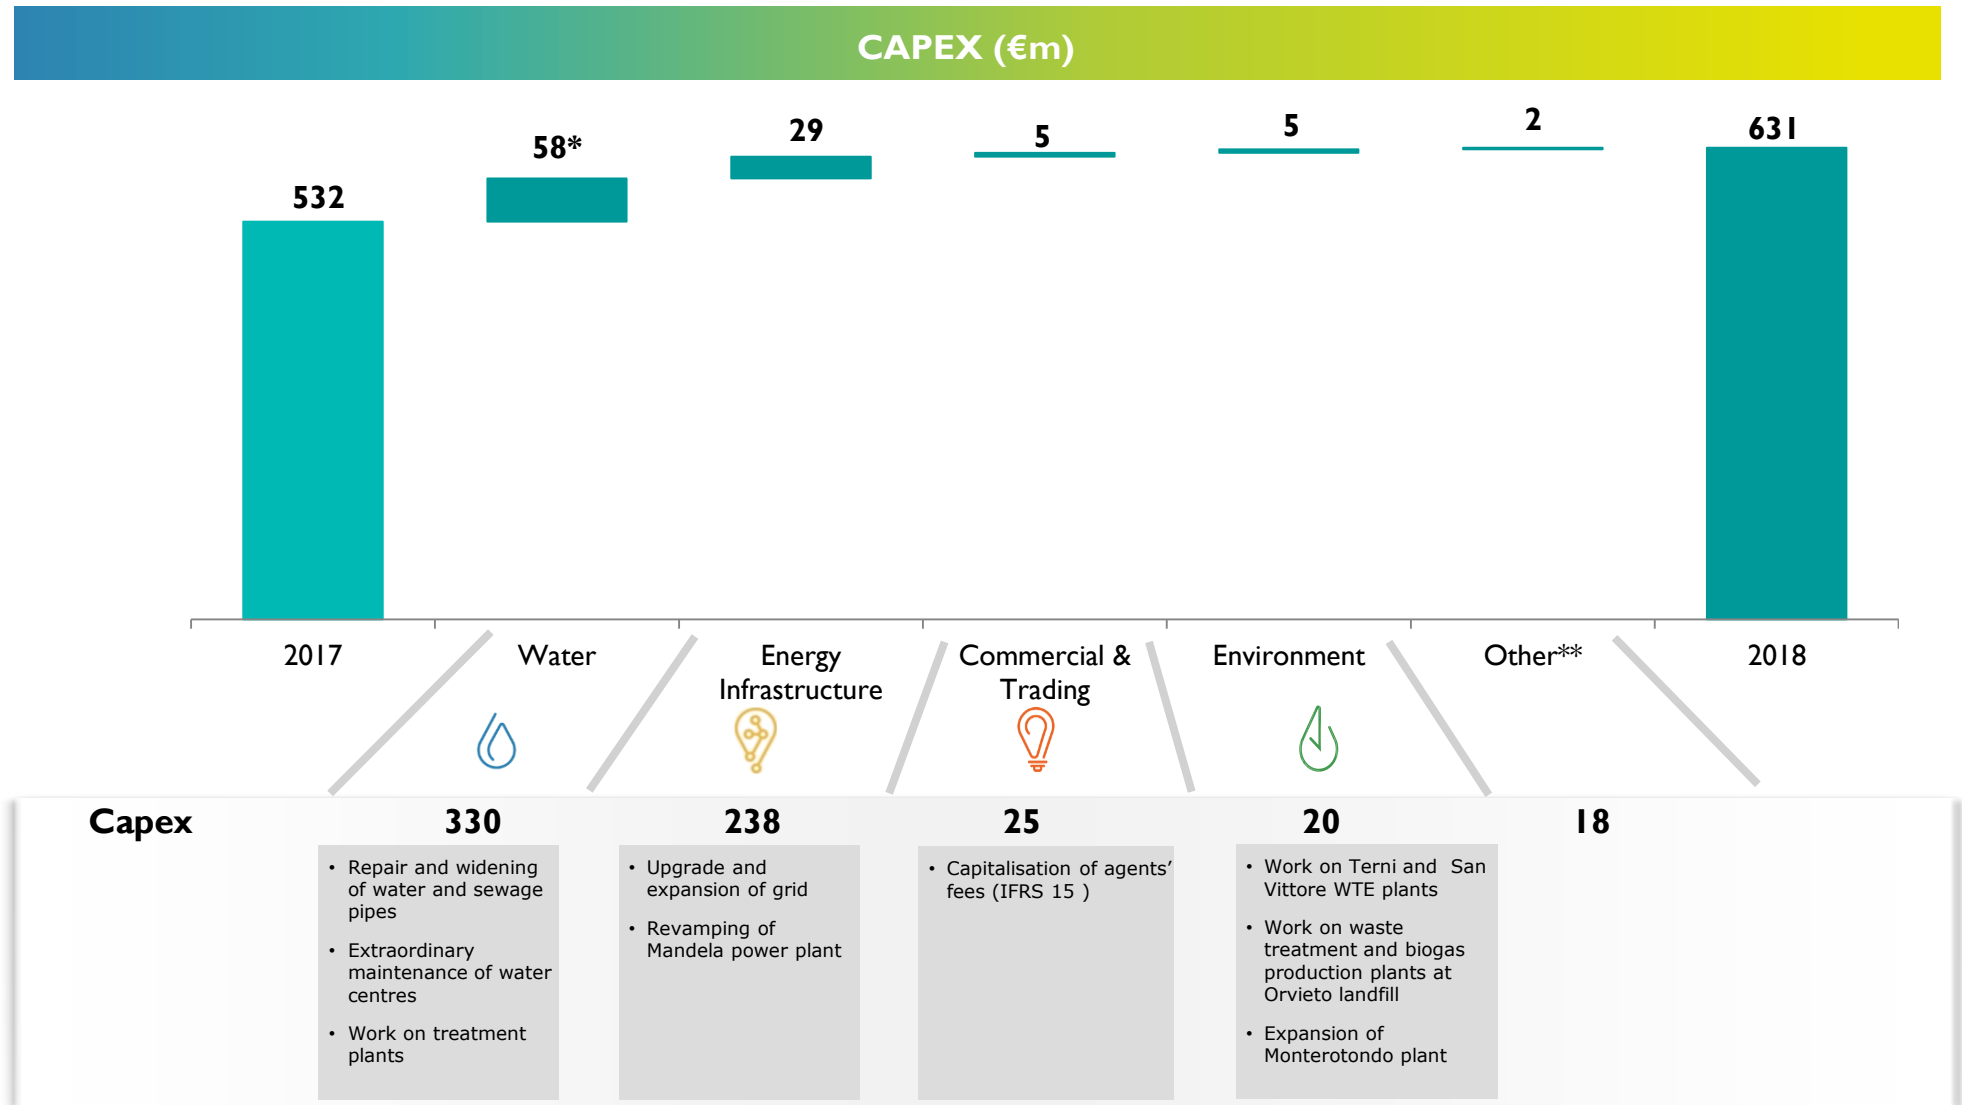 CAPEX (€m)
532
58*
29
5
5
2
631
2017
Water
Energy
Infrastructure
Commercial &
Trading
Environment
Other**
2018
Capex
330
238
25
20
18
• Repair and widening
of water and sewage
pipes
• Extraordinary
maintenance of water
centres
• Work on treatment
plants
• Upgrade and
expansion of grid
• Revamping of
Mandela power plant
• Capitalisation of agents’
fees (IFRS 15 )
• Work on Terni and San
Vittore WTE plants
• Work on waste
treatment and biogas
production plants at
Orvieto landfill
• Expansion of
Monterotondo plant